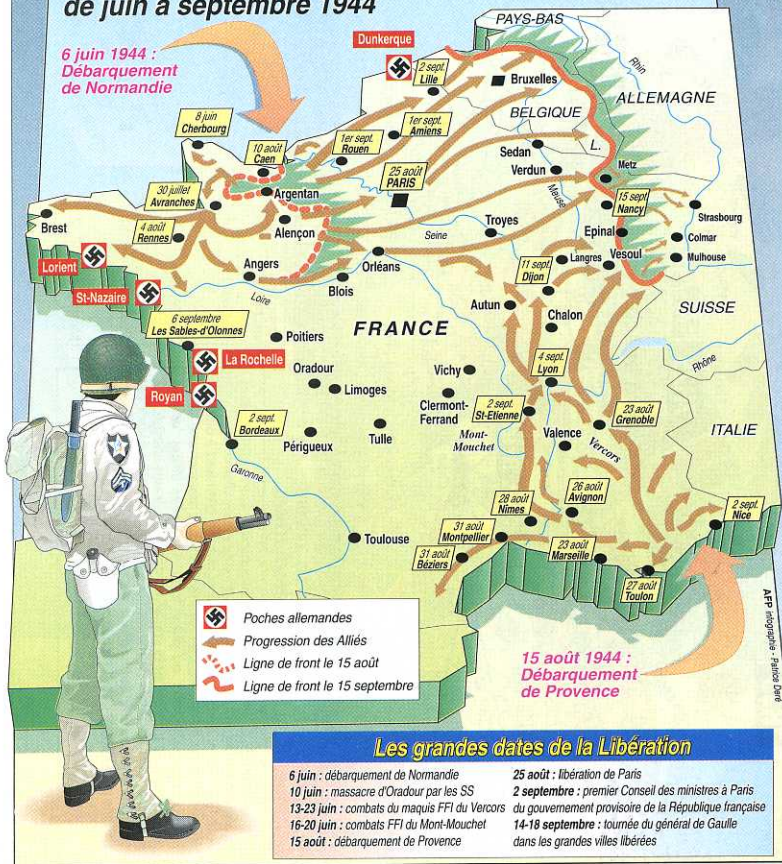 de juin à septembre 1944
6 juin 1944 :
Débarquement
de Normandie
PAYS-BAS
Dunkerque
2 sept.
Lille
Bruxelles
Rhin
ALLEMAGNE
BELGIQUE
8 juin
Cherbourg
1er sept.
Amiens
10 août
Caen
1er sept.
Rouen
L.
Sedan
25 août
PARIS
Verdun
Metz
30 juillet
Avranches
Argentan
Meuse
15 sept
Nancy
Strasbourg
Brest
4 août
Rennes
Alençon
Seine
Troyes
Epinal
Colmar
Lorient
Angers
Orléans
11 sept.
Dijon
Langres
Vesoul
Mulhouse
St-Nazaire
Loire
Blois
Autun
Chalon
SUISSE
6 septembre
Les Sables-d'Olonnes
FRANCE
Poitiers
La Rochelle
Oradour
Vichy
4 sept.
Lyon
Rhône
Royan
Limoges
Clermont-
Ferrand
2 sept.
St-Etienne
23 août
Grenoble
ITALIE
2 sept.
Bordeaux
Périgueux
Tulle
Mont-
Mouchet
Valence
Vercors
Garonne
26 août
Avignon
28 août
Nîmes
2 sept.
Nice
Toulouse
31 août
Montpellier
31 août
Béziers
23 août
Marseille
27 août
Toulon
AFP infographie - Patrice Deré
Poches allemandes
Progression des Alliés
Ligne de front le 15 août
Ligne de front le 15 septembre
15 août 1944 :
Débarquement
de Provence
Les grandes dates de la Libération
6 juin : débarquement de Normandie
10 juin : massacre d'Oradour par les SS
13-23 juin : combats du maquis FFI du Vercors
16-20 juin : combats FFI du Mont-Mouchet
15 août : débarquement de Provence
25 août : libération de Paris
2 septembre : premier Conseil des ministres à Paris
du gouvernement provisoire de la République française
14-18 septembre : tournée du général de Gaulle
dans les grandes villes libérées